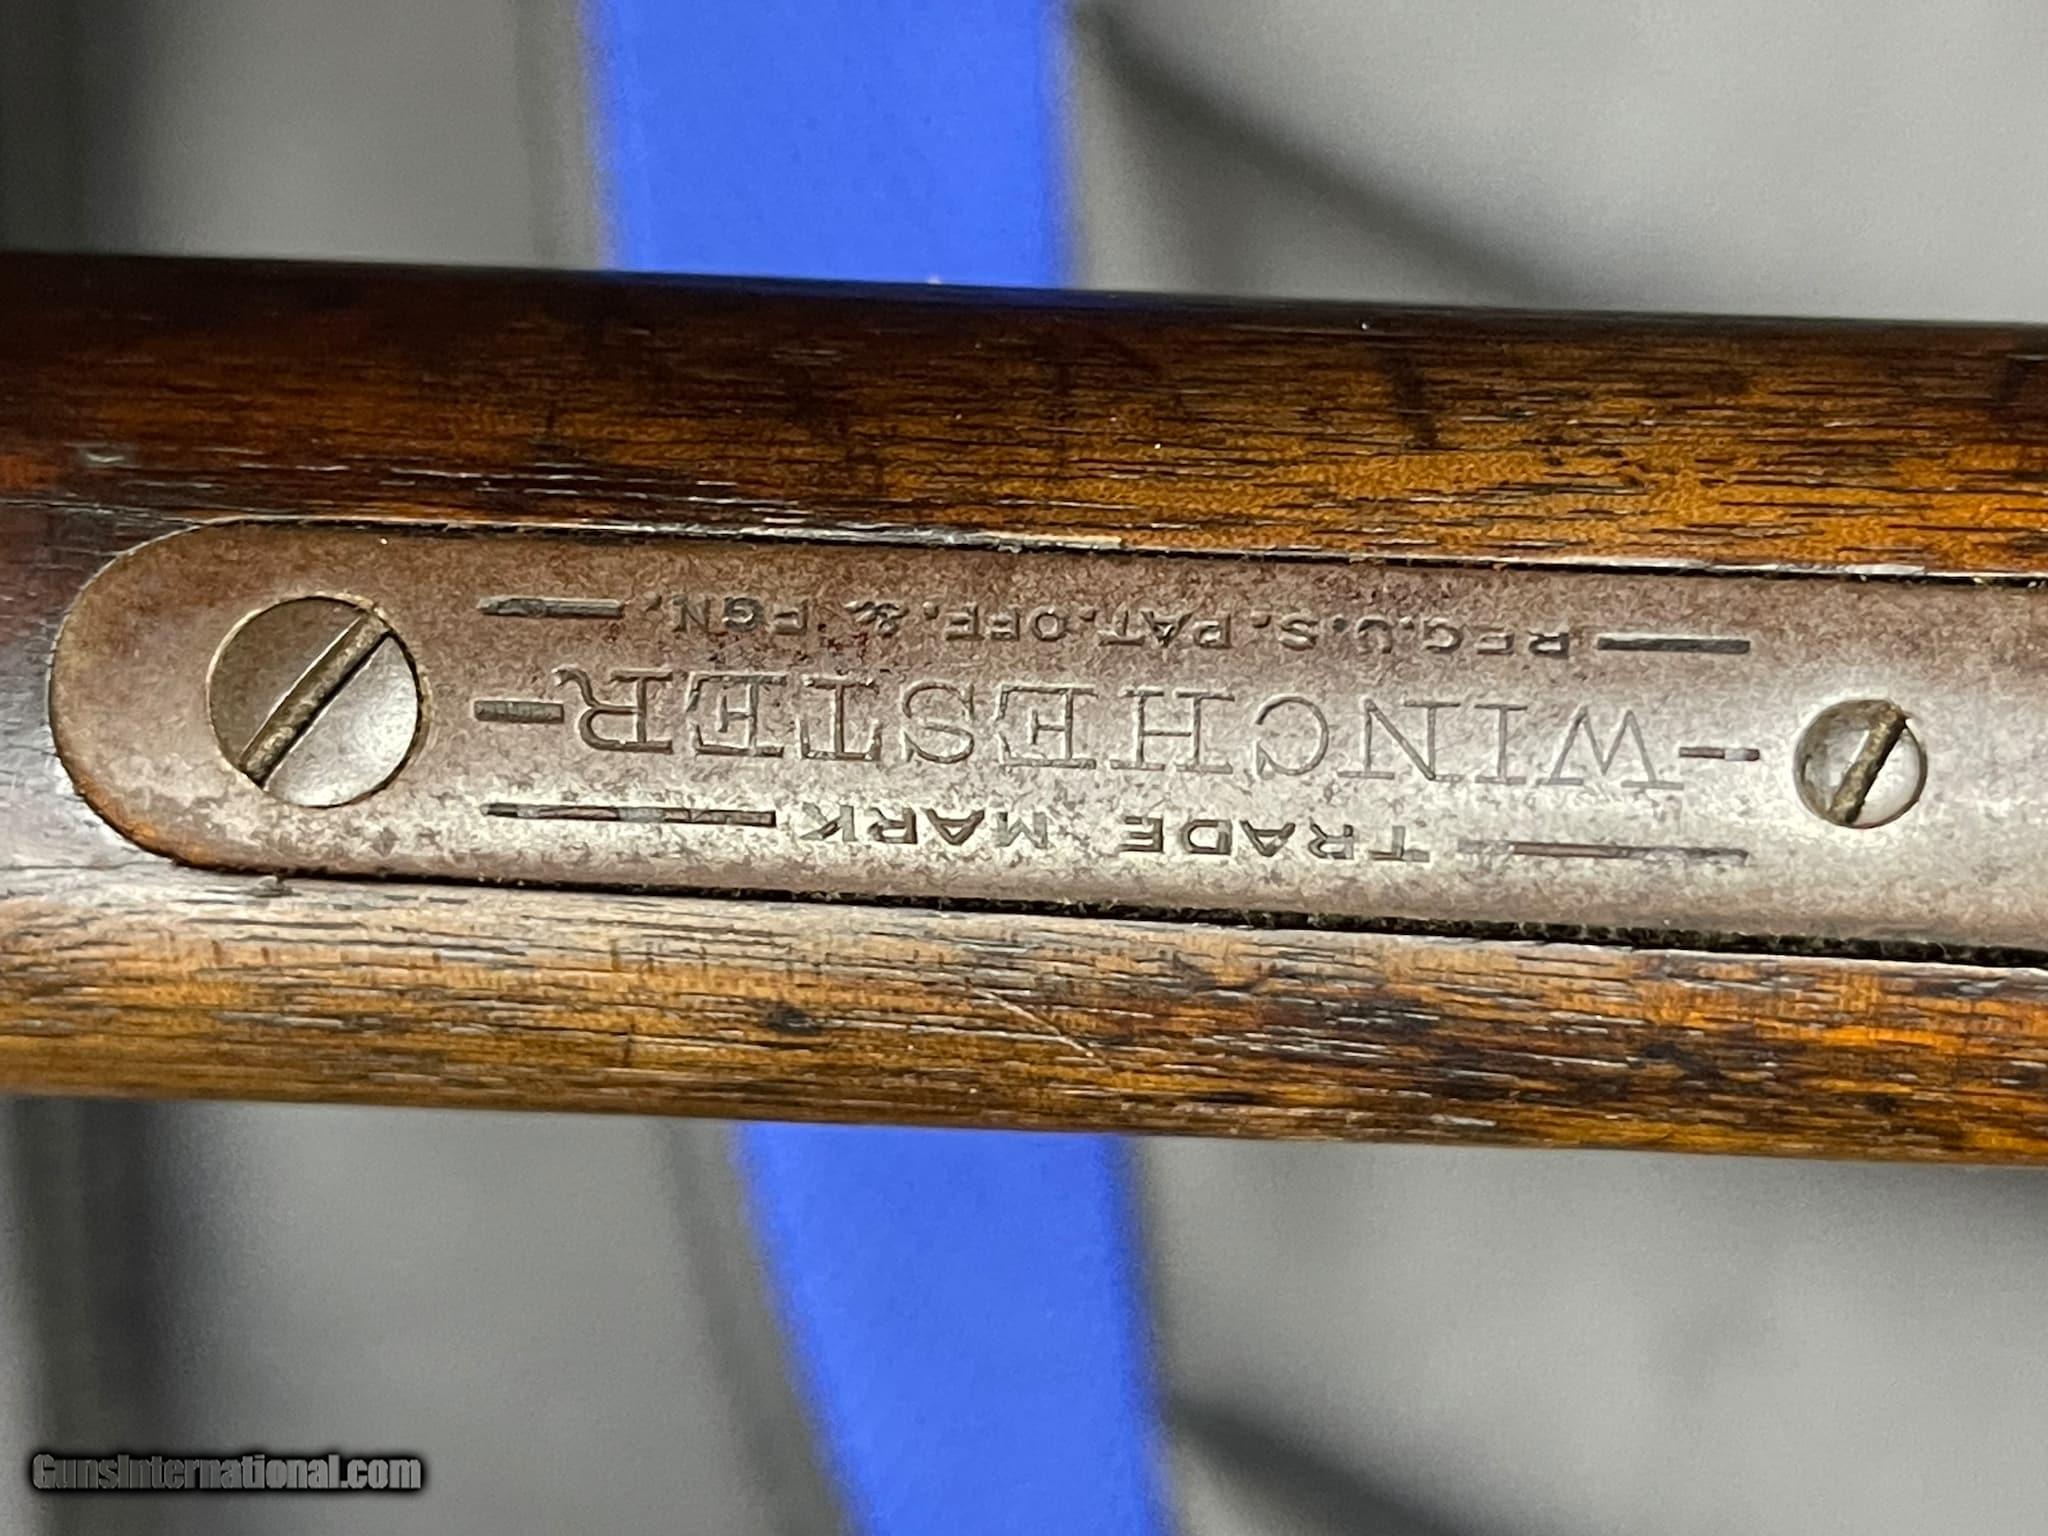 TRADE MARK
-WINCHESTER-
REG.U.S.PAT.OFF.& FGN.
GunsInternational.com